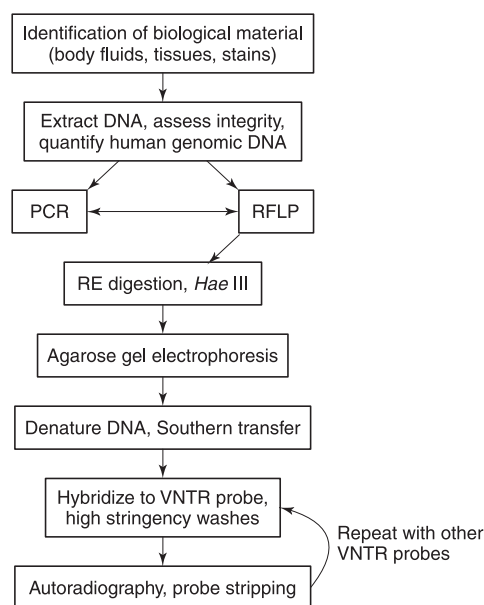 Identification of biological material
(body fluids, tissues, stains)
Extract DNA, assess integrity,
quantify human genomic DNA
PCR
RFLP
RE digestion, Hae III
Agarose gel electrophoresis
Denature DNA, Southern transfer
Hybridize to VNTR probe,
high stringency washes
Repeat with other
VNTR probes
Autoradiography, probe stripping